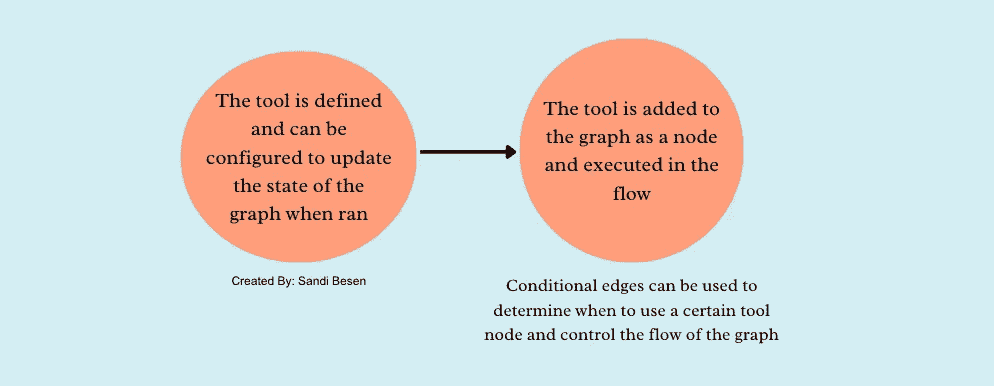 The tool is defined
and can be
configured to update
the state of the
graph when ran
The tool is added to
the graph as a node
and executed in the
flow
Created By: Sandi Besen
Conditional edges can be used to
determine when to use a certain tool
node and control the flow of the graph